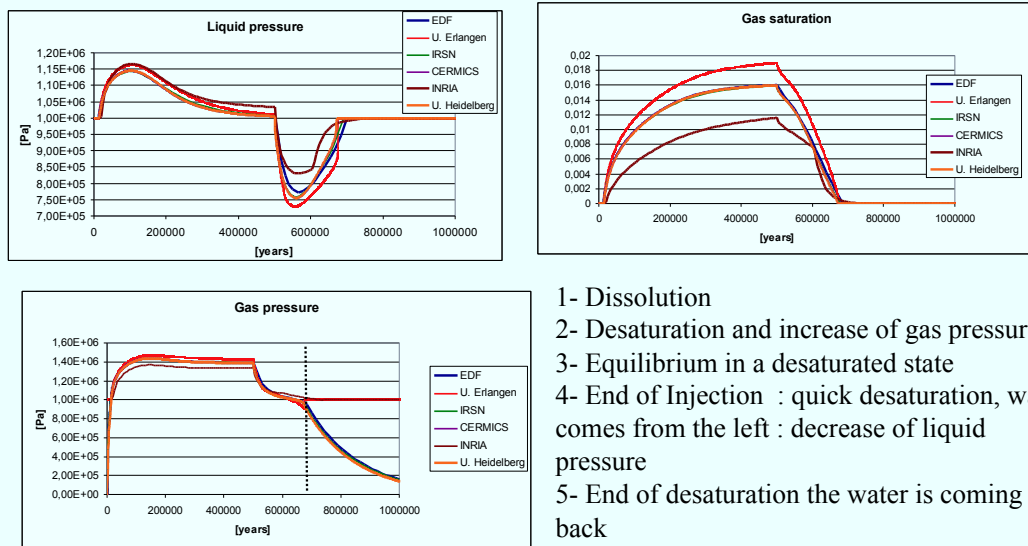 Liquid pressure
1,20E+06
1,15E+06
1,10E+06
1,05E+06
1,00E+06
9,50E+05
9,00E+05
8,50E+05
8,00E+05
7,50E+05
7,00E+05
[Pa]
0 200000 400000 600000 800000 1000000
[years]
EDF
U. Erlangen
IRSN
CERMICS
INRIA
U. Heidelberg
Gas saturation
0,02
0,018
0,016
0,014
0,012
0,01
0,008
0,006
0,004
0,002
0
0 200000 400000 600000 800000 1000000
[years]
EDF
U. Erlangen
IRSN
CERMICS
INRIA
U. Heidelberg
Gas pressure
1,60E+06
1,40E+06
1,20E+06
1,00E+06
8,00E+05
6,00E+05
4,00E+05
2,00E+05
0,00E+00
[Pa]
0 200000 400000 600000 800000 1000000
[years]
EDF
U. Erlangen
IRSN
CERMICS
INRIA
U. Heidelberg
1- Dissolution
2- Desaturation and increase of gas pressur
3- Equilibrium in a desaturated state
4- End of Injection : quick desaturation, wa
comes from the left : decrease of liquid
pressure
5- End of desaturation the water is coming
back